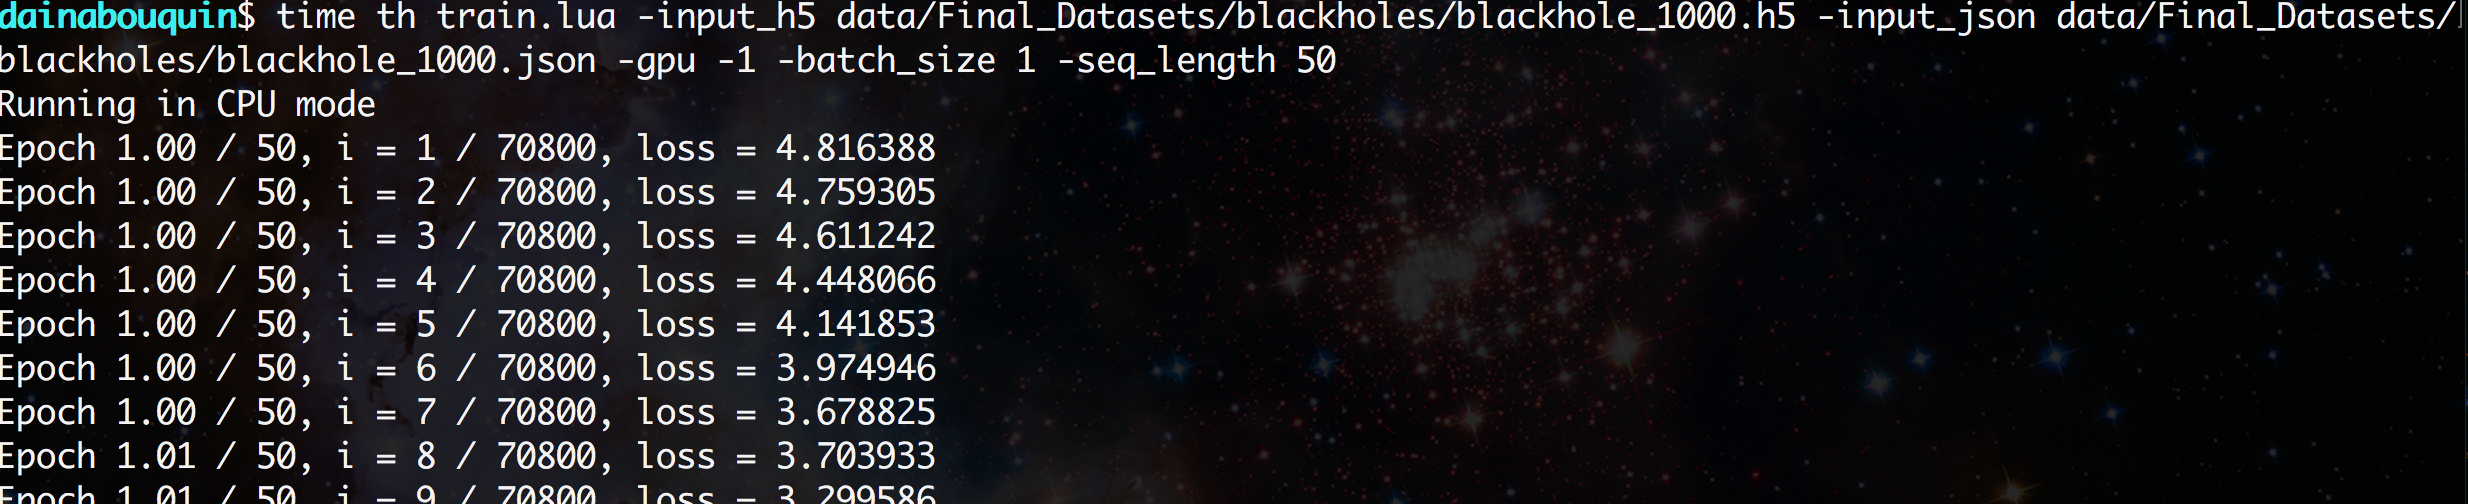 dainabouquin$ time th train.lua -input_h5 data/Final_Datasets/blackholes/blackhole_1000.h5 -input_json data/Final_Datasets/
blackholes/blackhole_1000.json -gpu -1 -batch_size 1 -seq_length 50
Running in CPU mode
Epoch 1.00 / 50, i = 1 / 70800, loss = 4.816388
Epoch 1.00 / 50, i = 2 / 70800, loss = 4.759305
Epoch 1.00 / 50, i = 3 / 70800, loss = 4.611242
Epoch 1.00 / 50, i = 4 / 70800, loss = 4.448066
Epoch 1.00 / 50, i = 5 / 70800, loss = 4.141853
Epoch 1.00 / 50, i = 6 / 70800, loss = 3.974946
Epoch 1.00 / 50, i = 7 / 70800, loss = 3.678825
Epoch 1.01 / 50, i = 8 / 70800, loss = 3.703933
Epoch 1.01 / 50, i = 9 / 70800, loss = 3.299586